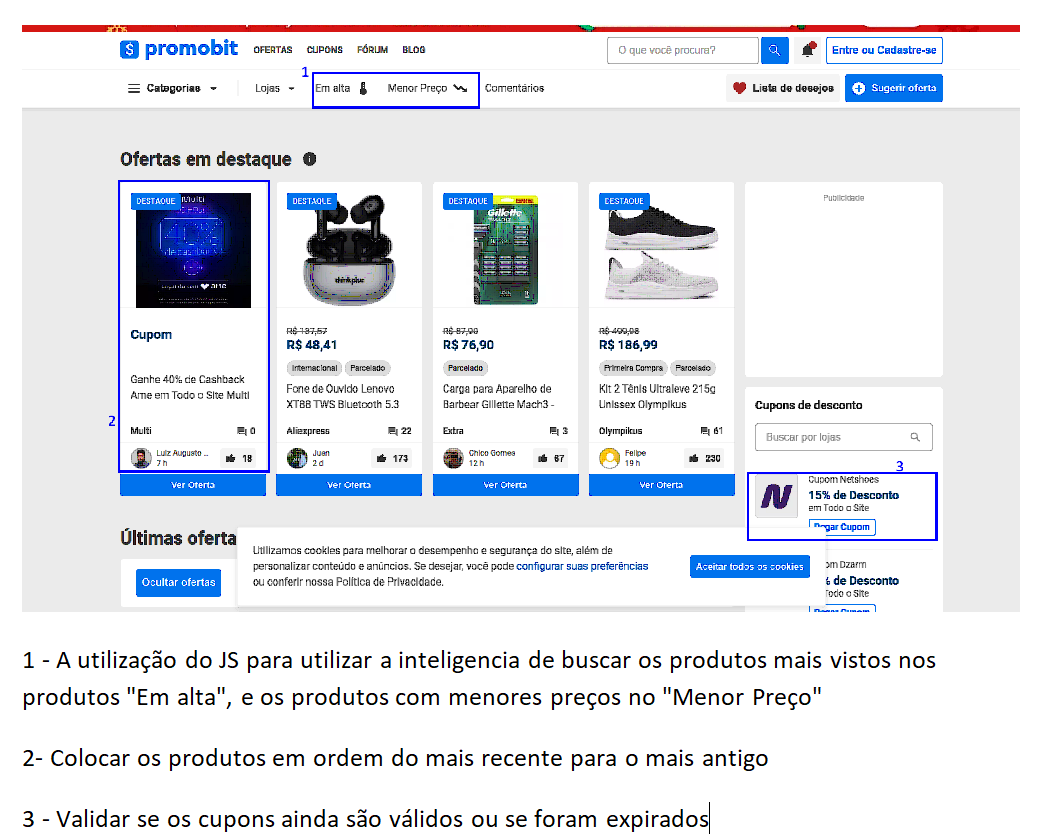 promobit OFERTAS CUPONS FÓRUM BLOG O que você procura? Entre ou Cadastre-se
1
Categorias Lojas Em alta Menor Preço Comentários Lista de desejos Sugerir oferta
Ofertas em destaque
DESTAQUE DESTAQUE DESTAQUE DESTAQUE Publicidade
Multi
40%
Gillette
thinkplus
ame
Cupom
R$ 137,57
R$ 48,41
Internacional Parcelado
R$ 87,90
R$ 76,90
Parcelado
R$ 499,98
R$ 186,99
Primeira Compra Parcelado
Ganhe 40% de Cashback
Ame em Todo o Site Multi
Fone de Ouvido Lenovo
XT88 TWS Bluetooth 5.3
Carga para Aparelho de
Barbear Gillette Mach3 -
Kit 2 Tênis Ultraleve 215g
Unissex Olympikus
2
Multi 0
Aliexpress 22
Extra 3
Olympikus 61
Luiz Augusto ...
7 h 18
Juan
2 d 173
Chico Gomes
12 h 67
Felipe
19 h 230
Ver Oferta Ver Oferta Ver Oferta Ver Oferta
Cupons de desconto
Buscar por lojas
3
Cupom Netshoes
15% de Desconto
em Todo o Site
Pegar Cupom
om Dzarm
% de Desconto
Todo o Site
Pegar Cupom
Últimas oferta
Ocultar ofertas
Utilizamos cookies para melhorar o desempenho e segurança do site, além de
personalizar conteúdo e anúncios. Se desejar, você pode configurar suas preferências
ou conferir nossa Política de Privacidade.
Aceitar todos os cookies
1 - A utilização do JS para utilizar a inteligencia de buscar os produtos mais vistos nos
produtos "Em alta", e os produtos com menores preços no "Menor Preço"
2- Colocar os produtos em ordem do mais recente para o mais antigo
3 - Validar se os cupons ainda são válidos ou se foram expirados